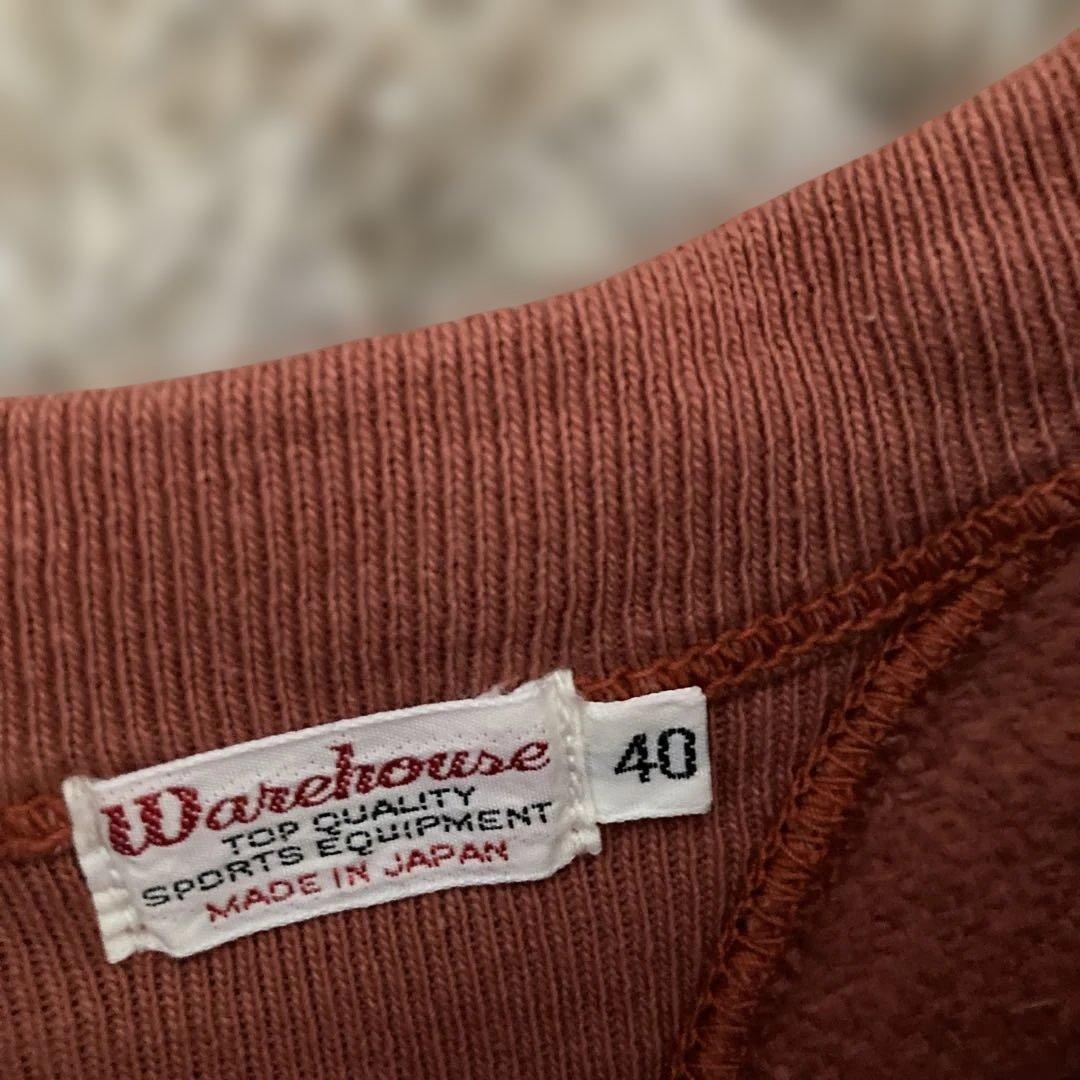 Warehouse
TOP QUALITY
SPORTS EQUIPMENT
MADE IN JAPAN
40